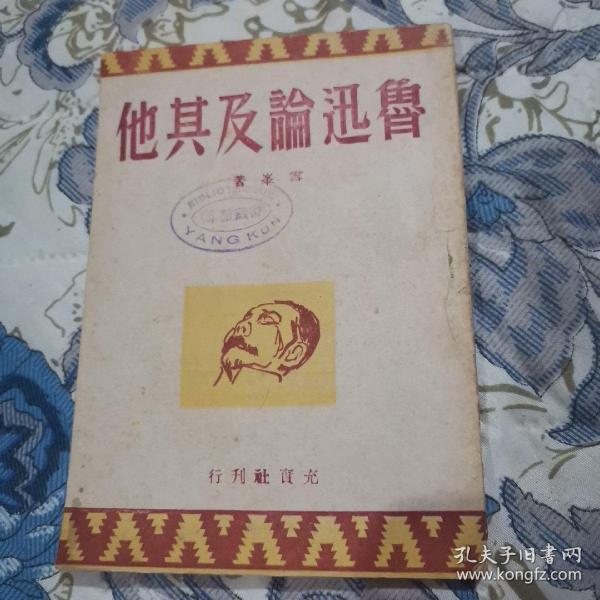 魯迅論及其他
雪峯著
BIBLIOTHEQUE
YANG KUN
充實社刊行
孔夫子旧书网
www.kongfz.com